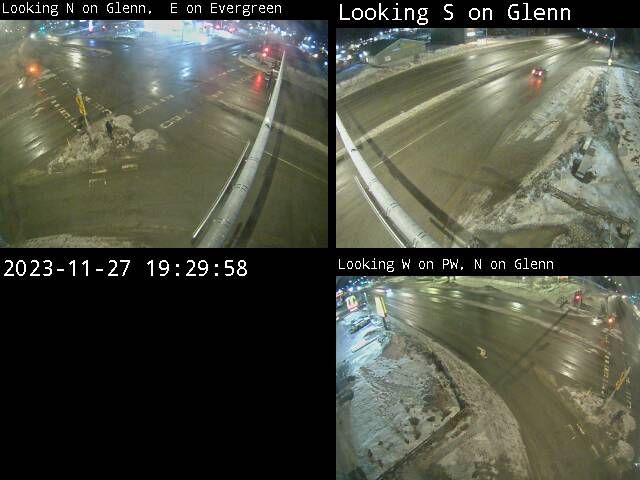 Looking N on Glenn, E on Evergreen
Looking S on Glenn
2023-11-27 19:29:58
Looking W on PW, N on Glenn